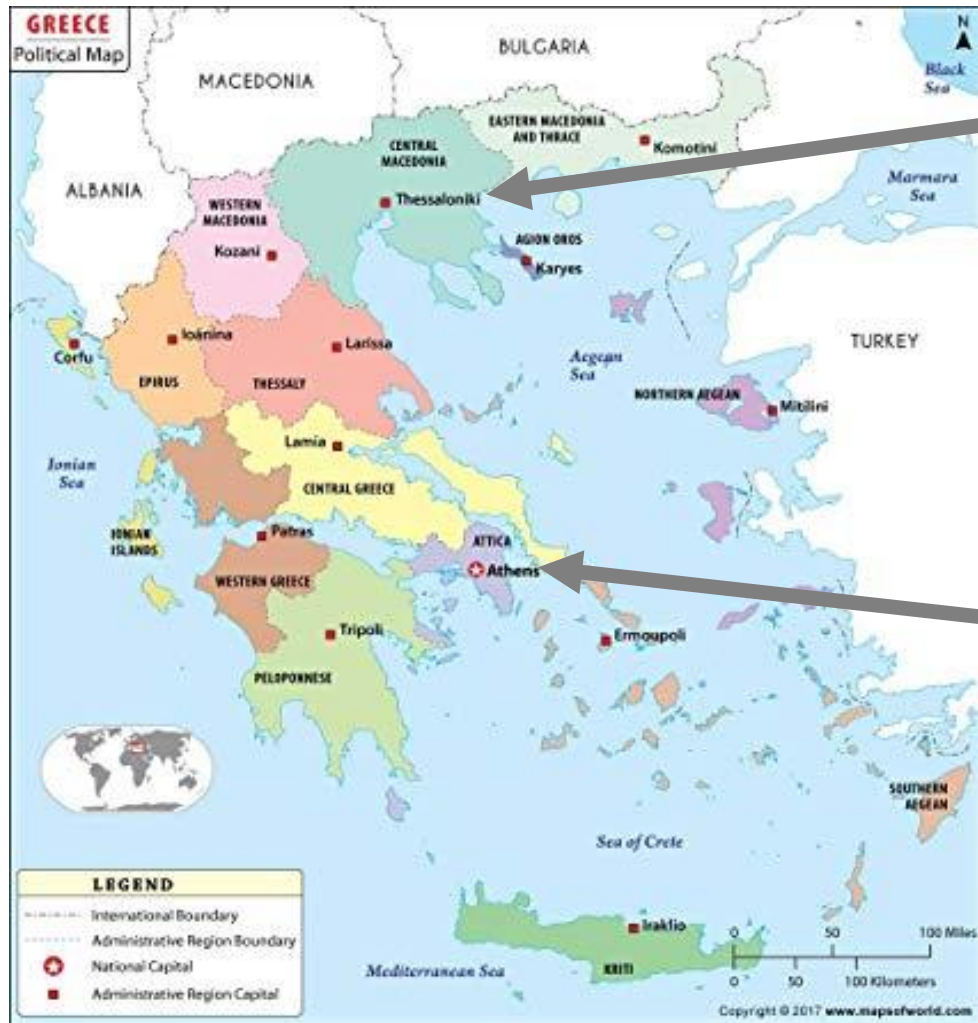 GREECE
Political Map
N
BULGARIA
MACEDONIA
Black
Sea
EASTERN MACEDONIA
AND THRACE
Komotini
CENTRAL
MACEDONIA
ALBANIA
Marmara
Sea
WESTERN
MACEDONIA
Thessaloniki
Kozani
AGION OROS
Karyes
Ioánina
Corfu
Larissa
TURKEY
Aegean
Sea
EPIRUS
THESSALY
NORTHERN AEGEAN
Mitilini
Lamia
Ionian
Sea
CENTRAL GREECE
IONIAN
ISLANDS
Patras
ATTICA
Athens
WESTERN GREECE
Tripoli
Ermoupoli
PELOPONNESE
SOUTHERN
AEGEAN
Sea of Crete
LEGEND
International Boundary
Administrative Region Boundary
National Capital
Administrative Region Capital
Iraklio
KRITI
Mediterranean Sea
0 50 100 Miles
0 50 100 Kilometers
Copyright © 2017 www.mapsofworld.com